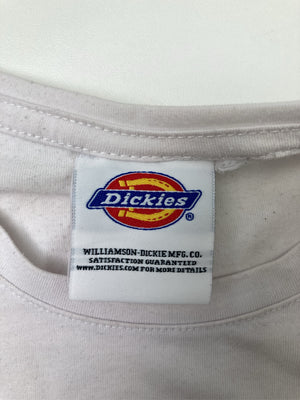 Dickies
®
WILLIAMSON-DICKIE MFG. CO.
SATISFACTION GUARANTEED
WWW.DICKIES.COM FOR MORE DETAILS